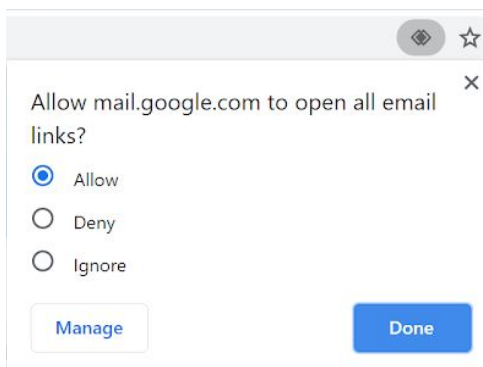 Allow mail.google.com to open all email
links?
Allow
Deny
Ignore
Manage
Done